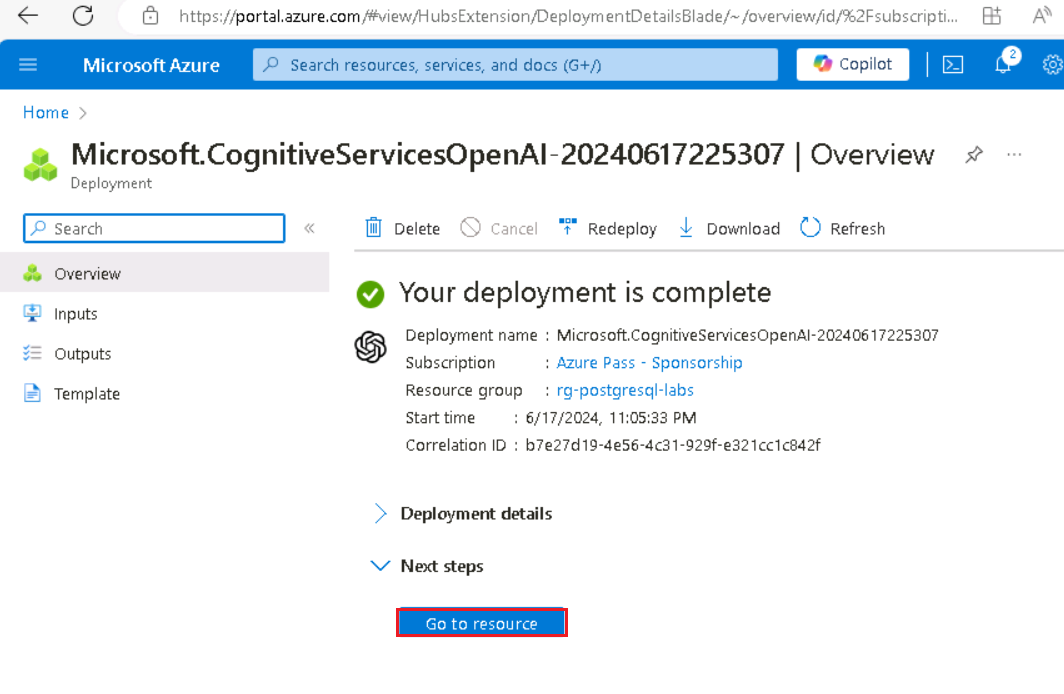 https://portal.azure.com/#view/HubsExtension/DeploymentDetailsBlade/~/overview/id/%2Fsubscripti...
Microsoft Azure
Search resources, services, and docs (G+/)
Copilot
2
Home
Microsoft.CognitiveServicesOpenAI-20240617225307 | Overview
Deployment
Search
Delete
Cancel
Redeploy
Download
Refresh
Overview
Inputs
Outputs
Template
Your deployment is complete
Deployment name : Microsoft.CognitiveServicesOpenAI-20240617225307
Subscription : Azure Pass - Sponsorship
Resource group : rg-postgresql-labs
Start time : 6/17/2024, 11:05:33 PM
Correlation ID : b7e27d19-4e56-4c31-929f-e321cc1c842f
Deployment details
Next steps
Go to resource